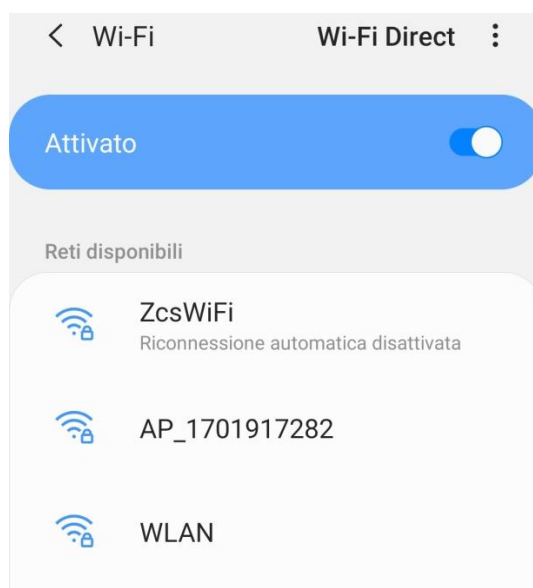 Wi-Fi Wi-Fi Direct
Attivato
Reti disponibili
ZcsWiFi
Riconnessione automatica disattivata
AP_1701917282
WLAN